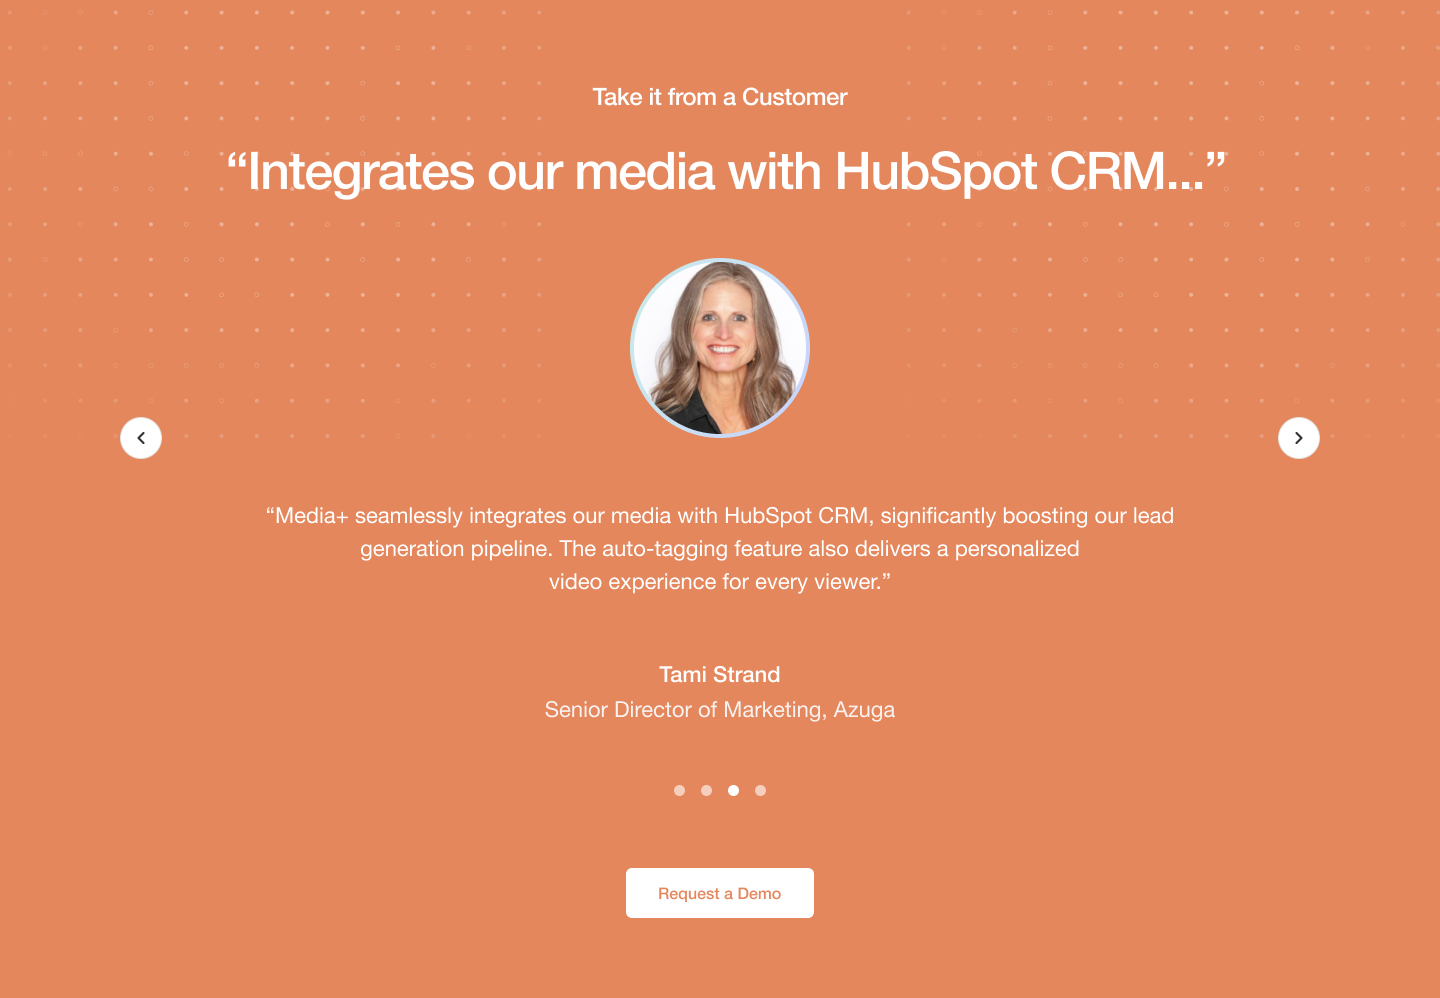 Take it from a Customer
“Integrates our media with HubSpot CRM...”
“Media+ seamlessly integrates our media with HubSpot CRM, significantly boosting our lead
generation pipeline. The auto-tagging feature also delivers a personalized
video experience for every viewer.”
Tami Strand
Senior Director of Marketing, Azuga
Request a Demo